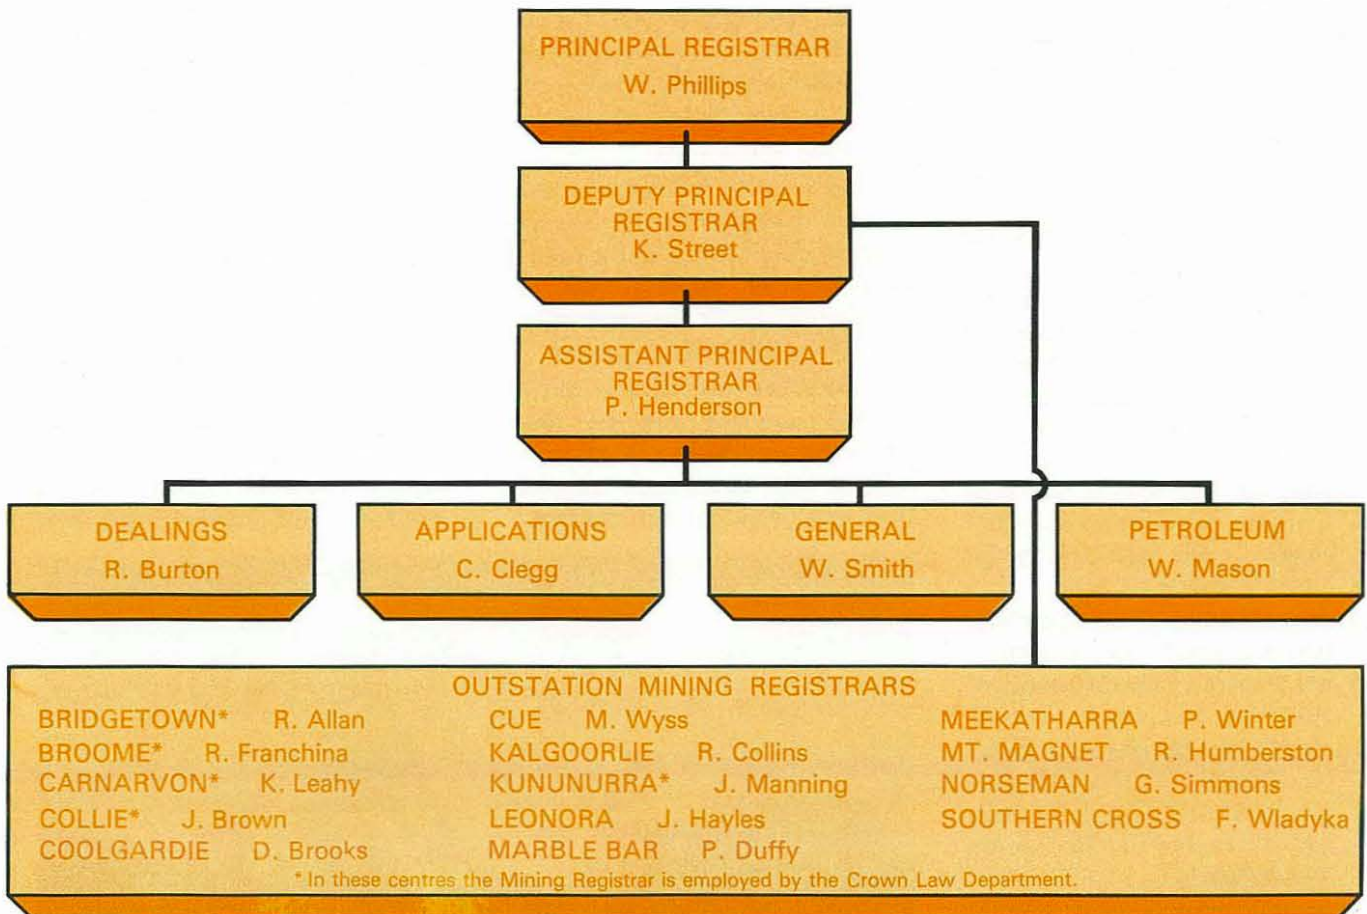 PRINCIPAL REGISTRAR
W. Phillips
DEPUTY PRINCIPAL
REGISTRAR
K. Street
ASSISTANT PRINCIPAL
REGISTRAR
P. Henderson
DEALINGS
R. Burton
APPLICATIONS
C. Clegg
GENERAL
W. Smith
PETROLEUM
W. Mason
OUTSTATION MINING REGISTRARS
BRIDGETOWN* R. Allan
BROOME* R. Franchina
CARNARVON* K. Leahy
COLLIE* J. Brown
COOLGARDIE D. Brooks
CUE M. Wyss
KALGOORLIE R. Collins
KUNUNURRA* J. Manning
LEONORA J. Hayles
MARBLE BAR P. Duffy
MEEKATHARRA P. Winter
MT. MAGNET R. Humberston
NORSEMAN G. Simmons
SOUTHERN CROSS F. Wladyka
* In these centres the Mining Registrar is employed by the Crown Law Department.